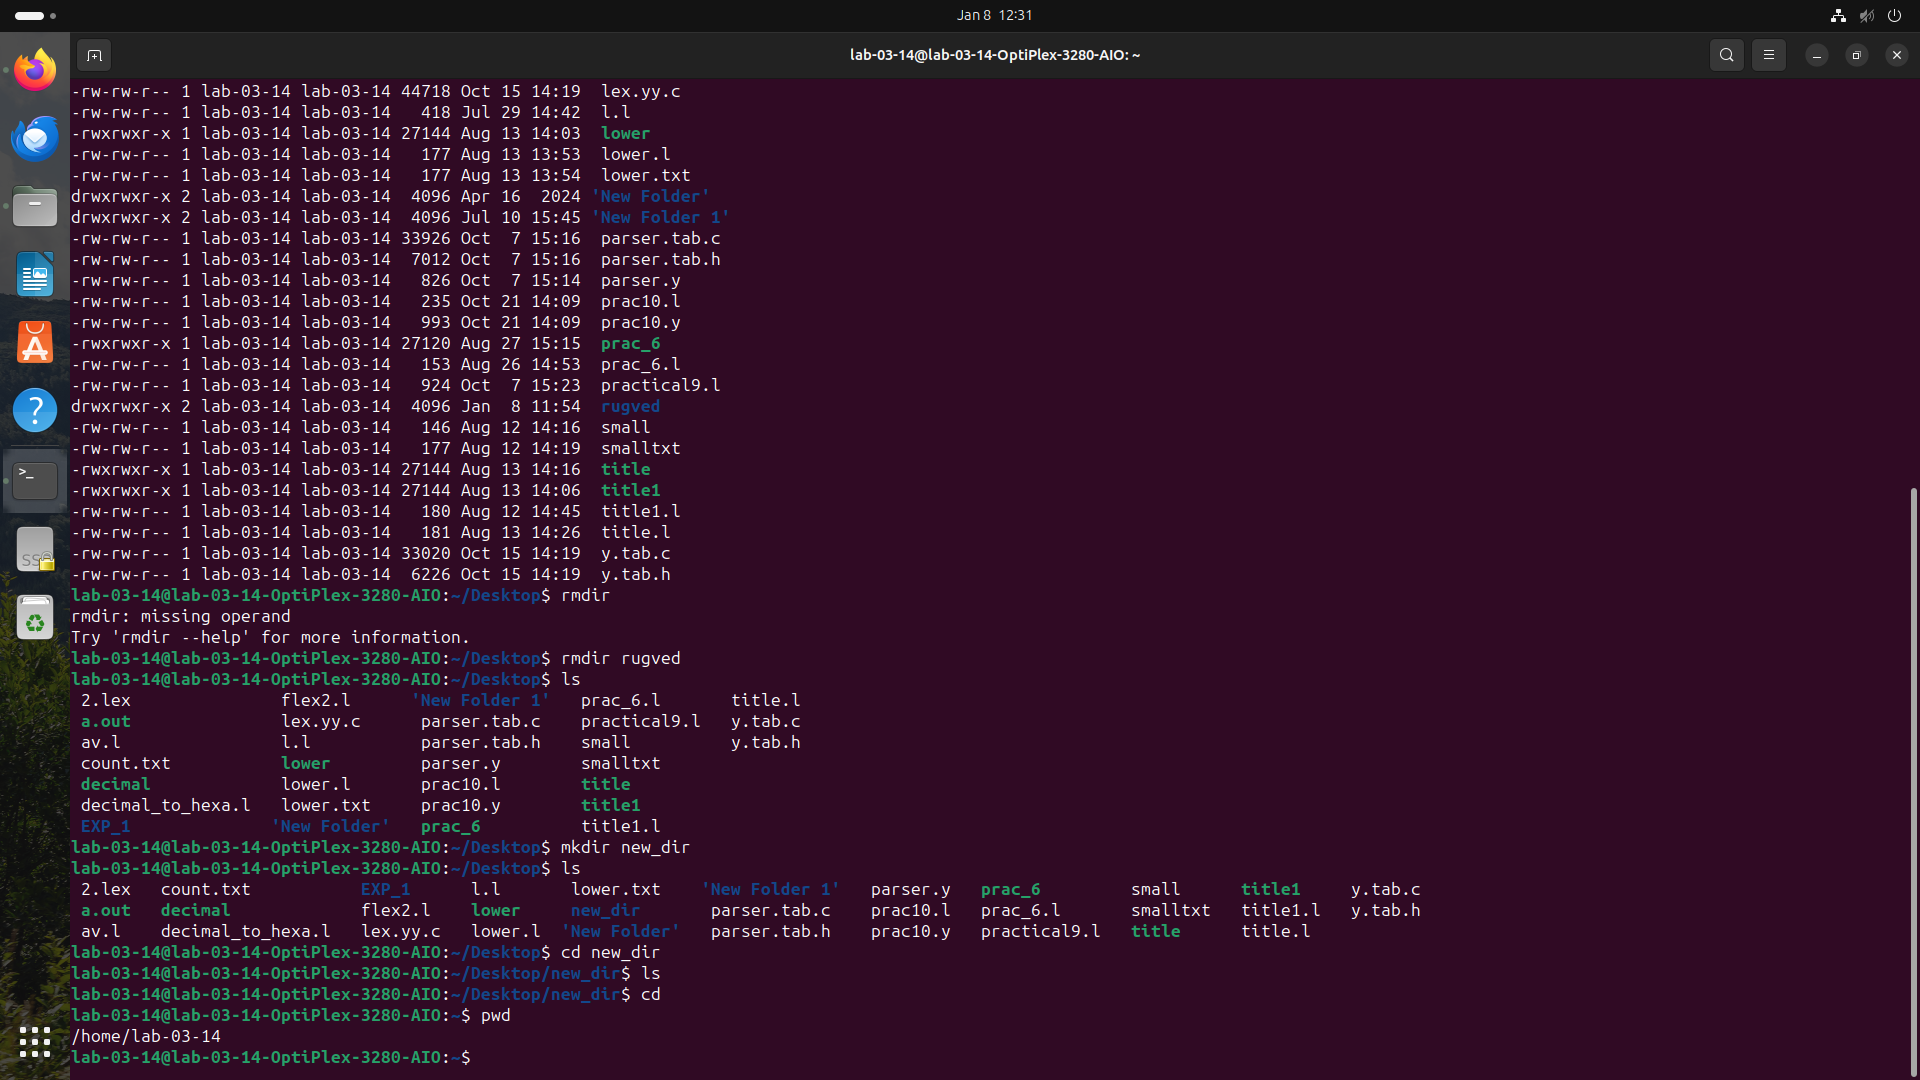 Jan 8 12:31
lab-03-14@lab-03-14-OptiPlex-3280-AIO: ~
-rw-rw-r-- 1 lab-03-14 lab-03-14 44718 Oct 15 14:19  lex.yy.c
-rw-rw-r-- 1 lab-03-14 lab-03-14   418 Jul 29 14:42  l.l
-rwxrwxr-x 1 lab-03-14 lab-03-14 27144 Aug 13 14:03  lower
-rw-rw-r-- 1 lab-03-14 lab-03-14   177 Aug 13 13:53  lower.l
-rw-rw-r-- 1 lab-03-14 lab-03-14   177 Aug 13 13:54  lower.txt
drwxrwxr-x 2 lab-03-14 lab-03-14  4096 Apr 16  2024 'New Folder'
drwxrwxr-x 2 lab-03-14 lab-03-14  4096 Jul 10 15:45 'New Folder 1'
-rw-rw-r-- 1 lab-03-14 lab-03-14 33926 Oct  7 15:16  parser.tab.c
-rw-rw-r-- 1 lab-03-14 lab-03-14  7012 Oct  7 15:16  parser.tab.h
-rw-rw-r-- 1 lab-03-14 lab-03-14   826 Oct  7 15:14  parser.y
-rw-rw-r-- 1 lab-03-14 lab-03-14   235 Oct 21 14:09  prac10.l
-rw-rw-r-- 1 lab-03-14 lab-03-14   993 Oct 21 14:09  prac10.y
-rwxrwxr-x 1 lab-03-14 lab-03-14 27120 Aug 27 15:15  prac_6
-rw-rw-r-- 1 lab-03-14 lab-03-14   153 Aug 26 14:53  prac_6.l
-rw-rw-r-- 1 lab-03-14 lab-03-14   924 Oct  7 15:23  practical9.l
drwxrwxr-x 2 lab-03-14 lab-03-14  4096 Jan  8 11:54  rugved
-rw-rw-r-- 1 lab-03-14 lab-03-14   146 Aug 12 14:16  small
-rw-rw-r-- 1 lab-03-14 lab-03-14   177 Aug 12 14:19  smalltxt
-rwxrwxr-x 1 lab-03-14 lab-03-14 27144 Aug 13 14:16  title
-rwxrwxr-x 1 lab-03-14 lab-03-14 27144 Aug 13 14:06  title1
-rw-rw-r-- 1 lab-03-14 lab-03-14   180 Aug 12 14:45  title1.l
-rw-rw-r-- 1 lab-03-14 lab-03-14   181 Aug 13 14:26  title.l
-rw-rw-r-- 1 lab-03-14 lab-03-14 33020 Oct 15 14:19  y.tab.c
-rw-rw-r-- 1 lab-03-14 lab-03-14  6226 Oct 15 14:19  y.tab.h
lab-03-14@lab-03-14-OptiPlex-3280-AIO:~/Desktop$ rmdir
rmdir: missing operand
Try 'rmdir --help' for more information.
lab-03-14@lab-03-14-OptiPlex-3280-AIO:~/Desktop$ rmdir rugved
lab-03-14@lab-03-14-OptiPlex-3280-AIO:~/Desktop$ ls
 2.lex               flex2.l      'New Folder 1'   prac_6.l       title.l
 a.out               lex.yy.c      parser.tab.c    practical9.l   y.tab.c
 av.l                l.l           parser.tab.h    small          y.tab.h
 count.txt           lower         parser.y        smalltxt
 decimal             lower.l       prac10.l        title
 decimal_to_hexa.l   lower.txt     prac10.y        title1
 EXP_1              'New Folder'   prac_6          title1.l
lab-03-14@lab-03-14-OptiPlex-3280-AIO:~/Desktop$ mkdir new_dir
lab-03-14@lab-03-14-OptiPlex-3280-AIO:~/Desktop$ ls
 2.lex   count.txt           EXP_1      l.l       lower.txt    'New Folder 1'   parser.y   prac_6         small      title1     y.tab.c
 a.out   decimal             flex2.l    lower     new_dir       parser.tab.c    prac10.l   prac_6.l       smalltxt   title1.l   y.tab.h
 av.l    decimal_to_hexa.l   lex.yy.c   lower.l  'New Folder'   parser.tab.h    prac10.y   practical9.l   title      title.l
lab-03-14@lab-03-14-OptiPlex-3280-AIO:~/Desktop$ cd new_dir
lab-03-14@lab-03-14-OptiPlex-3280-AIO:~/Desktop/new_dir$ ls
lab-03-14@lab-03-14-OptiPlex-3280-AIO:~/Desktop/new_dir$ cd
lab-03-14@lab-03-14-OptiPlex-3280-AIO:~$ pwd
/home/lab-03-14
lab-03-14@lab-03-14-OptiPlex-3280-AIO:~$